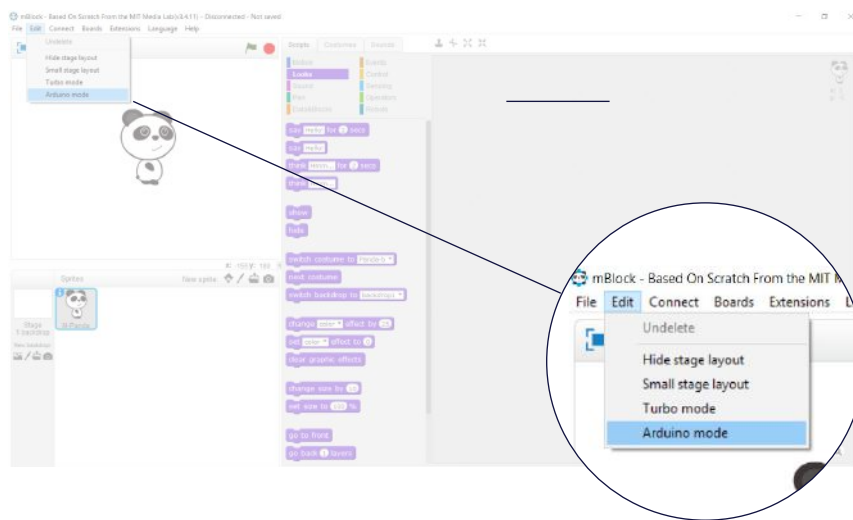 mBlock - Based On Scratch From the MIT Media Lab(v3.4.11) - Disconnected - Not saved
File Edit Connect Boards Extensions Language Help
Undelete
Hide stage layout
Small stage layout
Turbo mode
Arduino mode
Scripts Costumes Sounds
Motion Events
Looks Control
Sound Sensing
Pen Operators
Data&Blocks Robots
say Hello! for 2 secs
say Hello!
think Hmm... for 2 secs
think Hmm...
show
hide
switch costume to Panda-b
next costume
switch backdrop to backdrop1
change color effect by 25
set color effect to 0
clear graphic effects
change size by 10
set size to 100 %
go to front
go back 1 layers
Sprites New sprite:
Stage
1 backdrop
New backdrop:
M-Panda
mBlock - Based On Scratch From the MIT M
File Edit Connect Boards Extensions
Undelete
Hide stage layout
Small stage layout
Turbo mode
Arduino mode